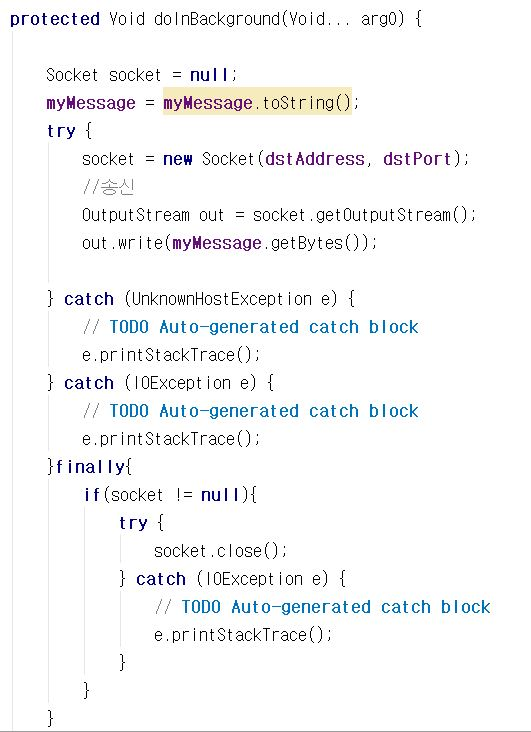 protected Void doInBackground(Void... arg0) {
Socket socket = null;
myMessage = myMessage.toString();
try {
socket = new Socket(dstAddress, dstPort);
//송신
OutputStream out = socket.getOutputStream();
out.write(myMessage.getBytes());
} catch (UnknownHostException e) {
// TODO Auto-generated catch block
e.printStackTrace();
} catch (IOException e) {
// TODO Auto-generated catch block
e.printStackTrace();
}finally{
if(socket != null){
try {
socket.close();
} catch (IOException e) {
// TODO Auto-generated catch block
e.printStackTrace();
}
}
}